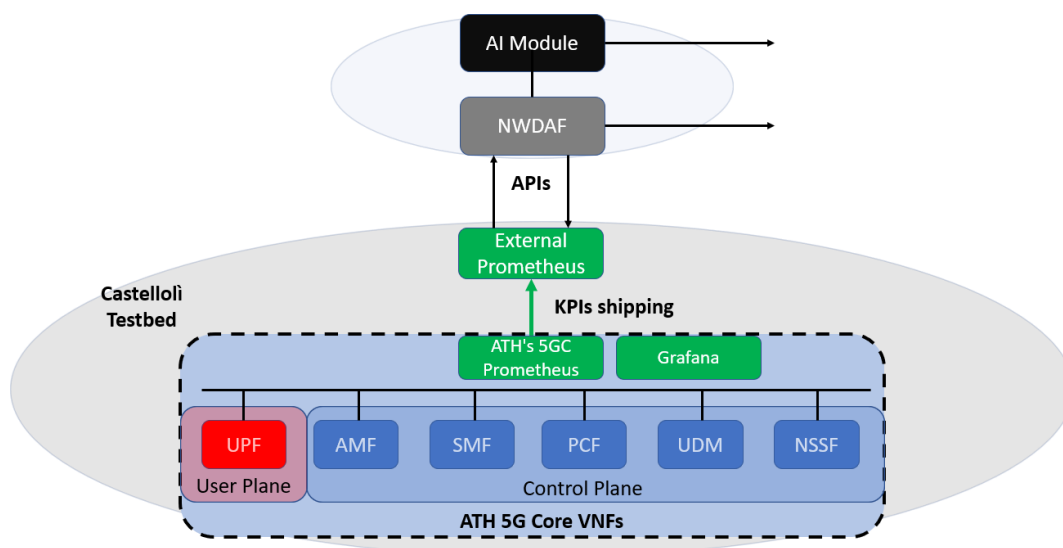 AI Module
NWDAF
APIs
External
Prometheus
Castellolì
Testbed
KPIs shipping
ATH's 5GC
Prometheus
Grafana
UPF
AMF
SMF
PCF
UDM
NSSF
User Plane
Control Plane
ATH 5G Core VNFs